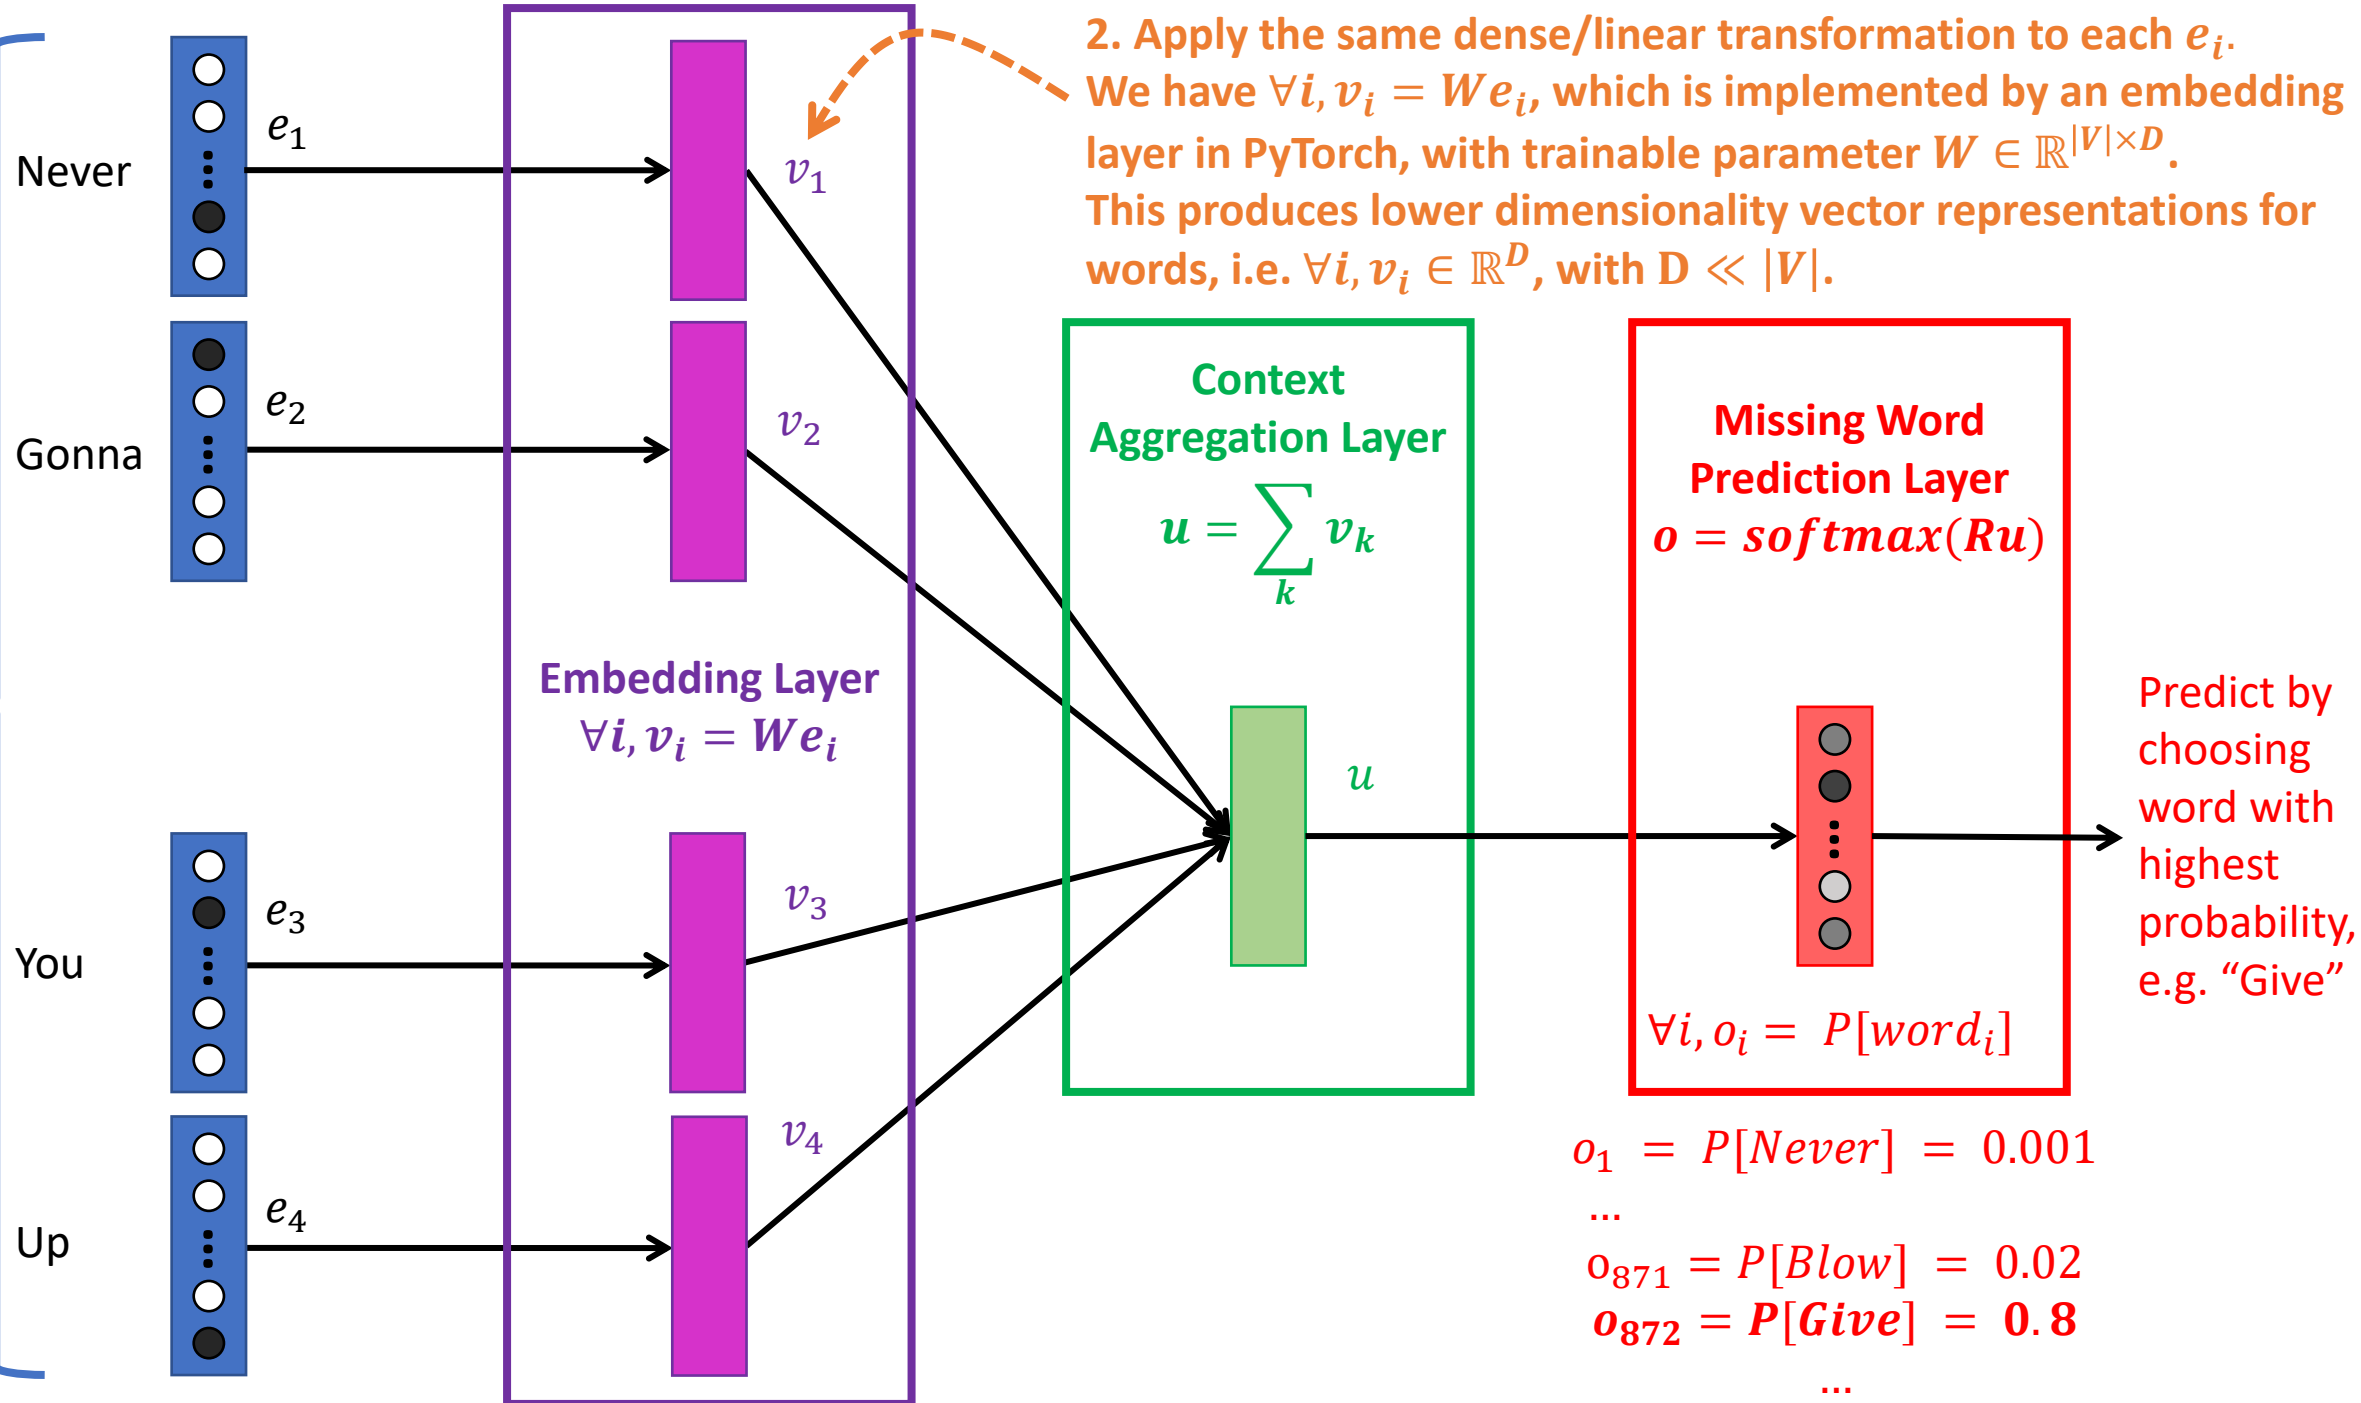 2. Apply the same dense/linear transformation to each eᵢ.
We have ∀i, vᵢ = Weᵢ, which is implemented by an embedding
layer in PyTorch, with trainable parameter W ∈ ℝ^{|V|×D}.
This produces lower dimensionality vector representations for
words, i.e. ∀i, vᵢ ∈ ℝ^D, with D ≪ |V|.
Never
e₁
v₁
Gonna
e₂
v₂
Embedding Layer
∀i, vᵢ = Weᵢ
You
e₃
v₃
Up
e₄
v₄
Context
Aggregation Layer
u = ∑_k v_k
u
Missing Word
Prediction Layer
o = softmax(Ru)
∀i, oᵢ = P[wordᵢ]
Predict by
choosing
word with
highest
probability,
e.g. “Give”
o₁ = P[Never] = 0.001
...
o₈₇₁ = P[Blow] = 0.02
o₈₇₂ = P[Give] = 0.8
...